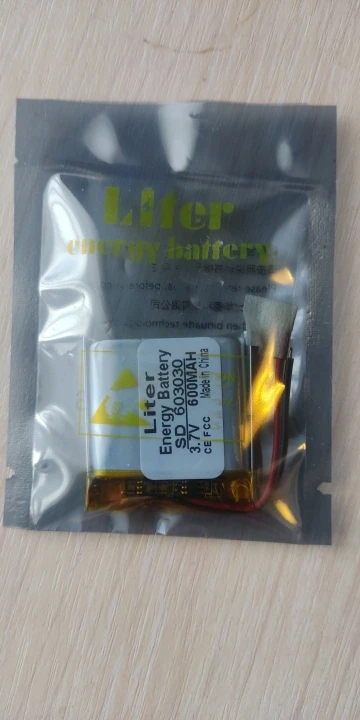 Liter
energy battery
Liter
Energy Battery
SD 603030
3.7V 600MAH
CE FCC Made in China